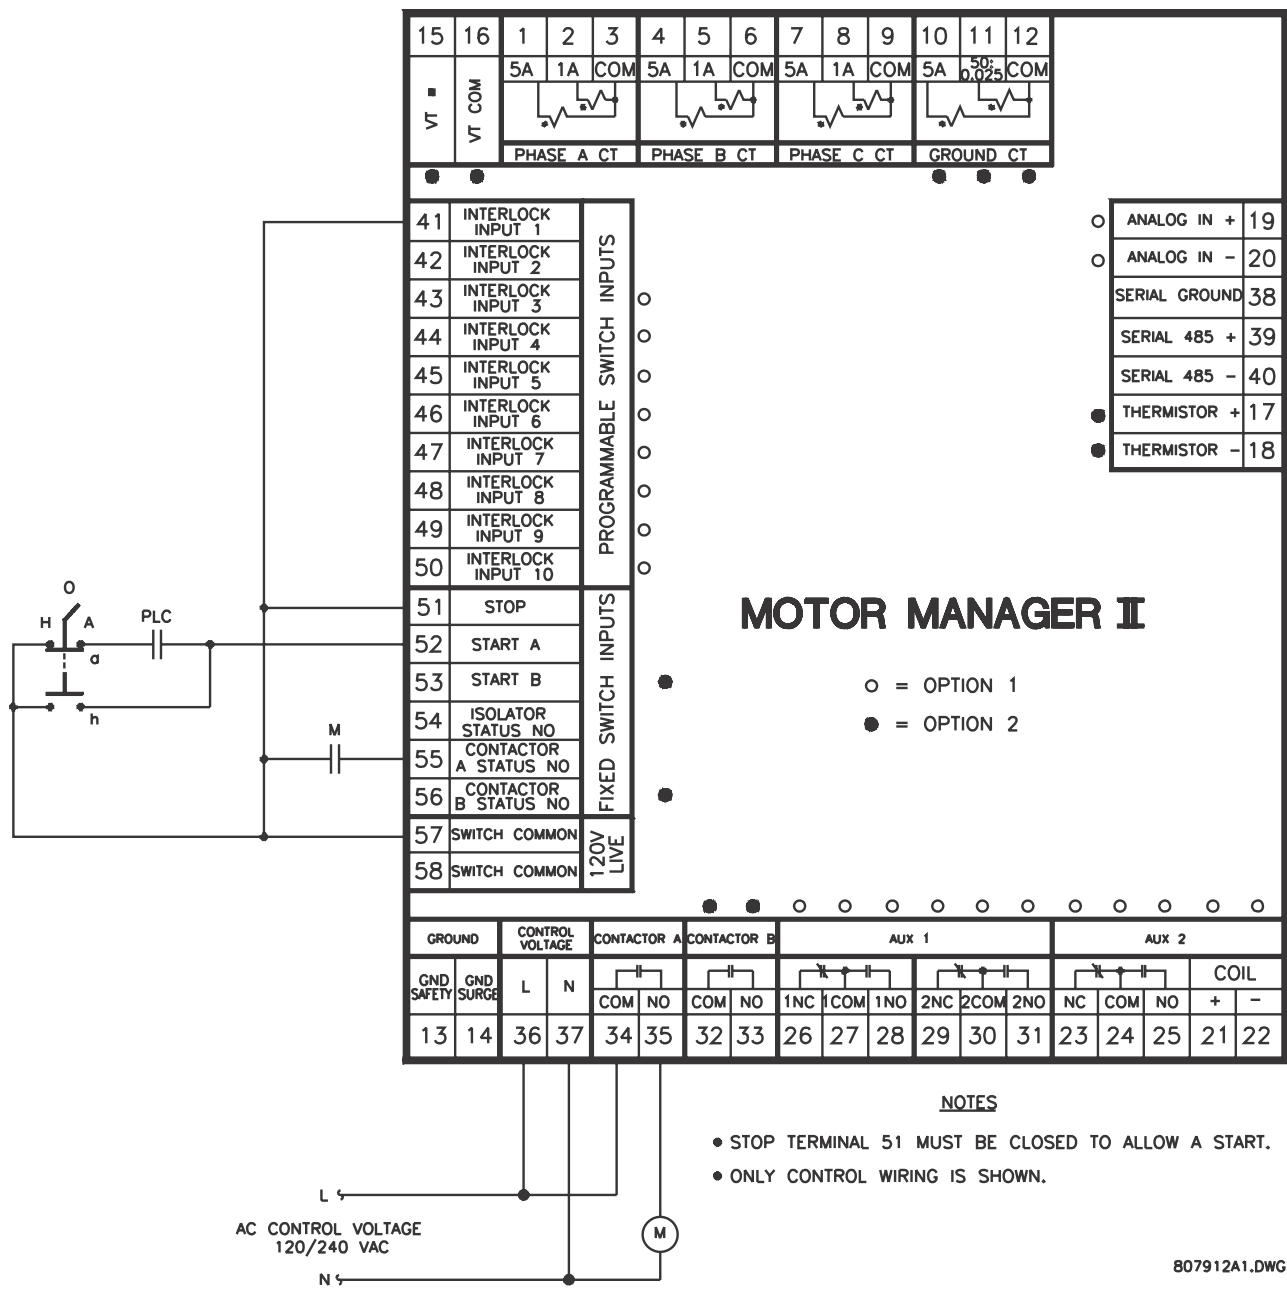 15 16 1 2 3 4 5 6 7 8 9 10 11 12
VT ■ VT COM 5A 1A COM 5A 1A COM 5A 1A COM 5A 50: 0.025 COM
PHASE A CT PHASE B CT PHASE C CT GROUND CT
41 INTERLOCK INPUT 1
42 INTERLOCK INPUT 2
43 INTERLOCK INPUT 3
44 INTERLOCK INPUT 4
45 INTERLOCK INPUT 5
46 INTERLOCK INPUT 6
47 INTERLOCK INPUT 7
48 INTERLOCK INPUT 8
49 INTERLOCK INPUT 9
50 INTERLOCK INPUT 10
PROGRAMMABLE SWITCH INPUTS
51 STOP
52 START A
53 START B
54 ISOLATOR STATUS NO
55 CONTACTOR A STATUS NO
56 CONTACTOR B STATUS NO
FIXED SWITCH INPUTS
57 SWITCH COMMON
58 SWITCH COMMON
120V LIVE
ANALOG IN + 19
ANALOG IN - 20
SERIAL GROUND 38
SERIAL 485 + 39
SERIAL 485 - 40
THERMISTOR + 17
THERMISTOR - 18
O
H A PLC
a
h
M
MOTOR MANAGER II
○ = OPTION 1
● = OPTION 2
GROUND CONTROL VOLTAGE CONTACTOR A CONTACTOR B AUX 1 AUX 2
GND SAFETY GND SURGE L N COM NO COM NO 1NC 1COM 1NO 2NC 2COM 2NO NC COM NO COIL + -
13 14 36 37 34 35 32 33 26 27 28 29 30 31 23 24 25 21 22
NOTES
● STOP TERMINAL 51 MUST BE CLOSED TO ALLOW A START.
● ONLY CONTROL WIRING IS SHOWN.
L
AC CONTROL VOLTAGE
120/240 VAC
N
M
807912A1.DWG